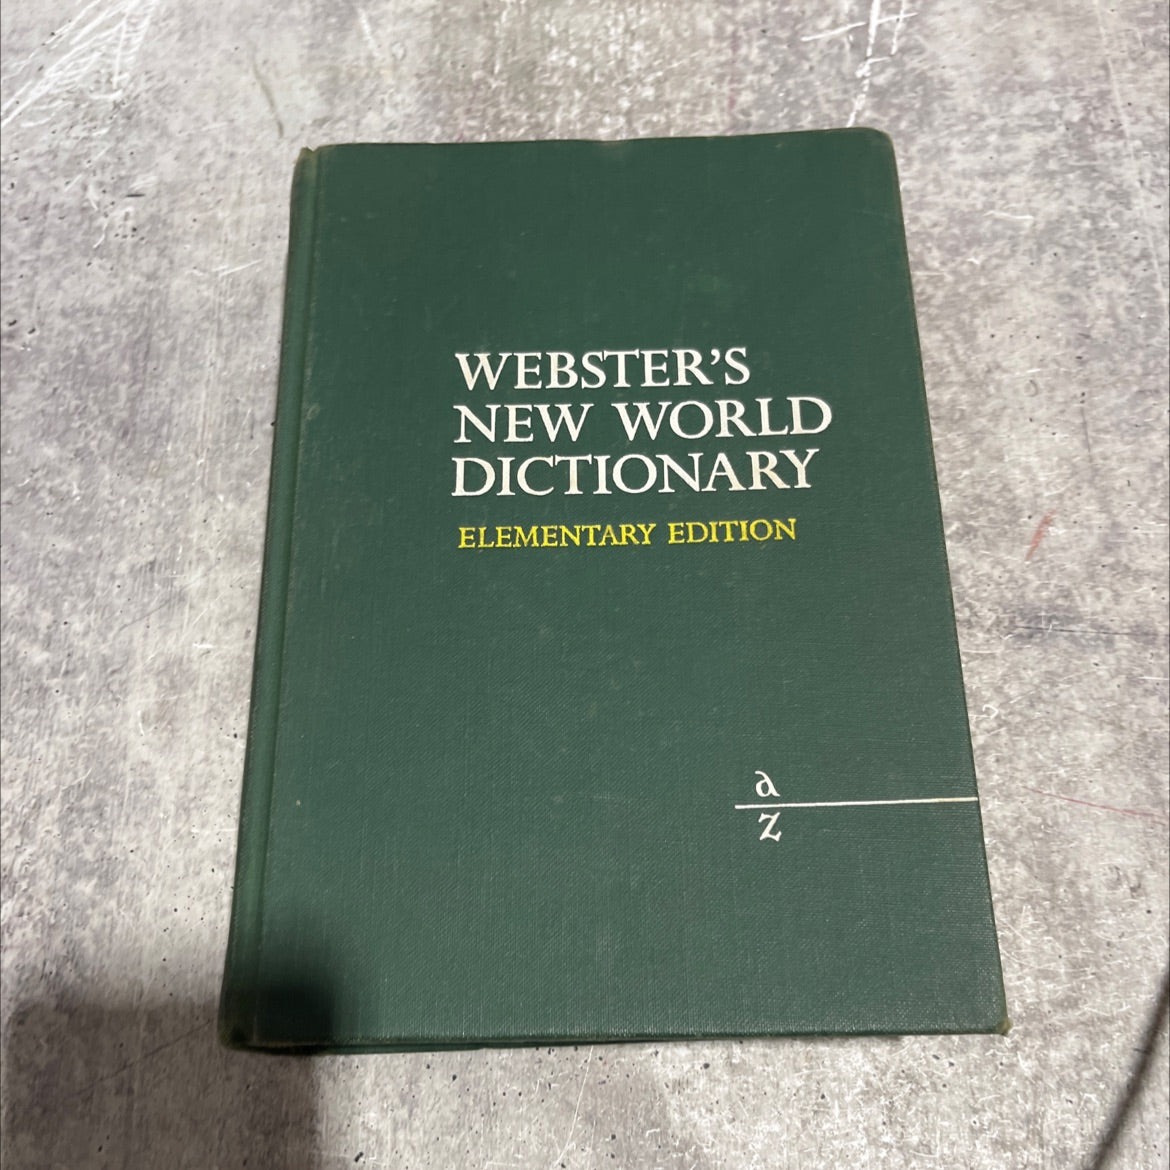 WEBSTER'S
NEW WORLD
DICTIONARY
ELEMENTARY EDITION
a
z